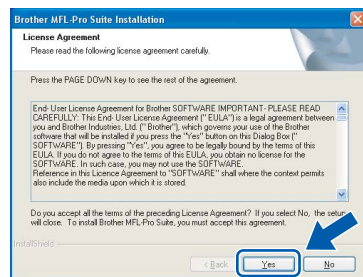 Brother MFL-Pro Suite Installation
License Agreement
Please read the following license agreement carefully.
Press the PAGE DOWN key to see the rest of the agreement.
End- User License Agreement for Brother SOFTWARE IMPORTANT- PLEASE READ
CAREFULLY: This End-User License Agreement (" EULA") is a legal agreement between
you and Brother Industries, Ltd. (" Brother"), which governs your use of the Brother
software that will be installed if you press the "Yes" button on this Dialog Box ("
SOFTWARE"). By pressing "Yes", you agree to be legally bound by the terms of this
EULA. If you do not agree to the terms of this EULA, you obtain no license for the
SOFTWARE. In such case, you may not use the SOFTWARE.
Reference in this Licence Agreement to "SOFTWARE" shall where the context permits
also include the media upon which it is stored.
Do you accept all the terms of the preceding License Agreement? If you select No, the setup
will close. To install Brother MFL-Pro Suite, you must accept this agreement.
InstallShield
< Back
Yes
No